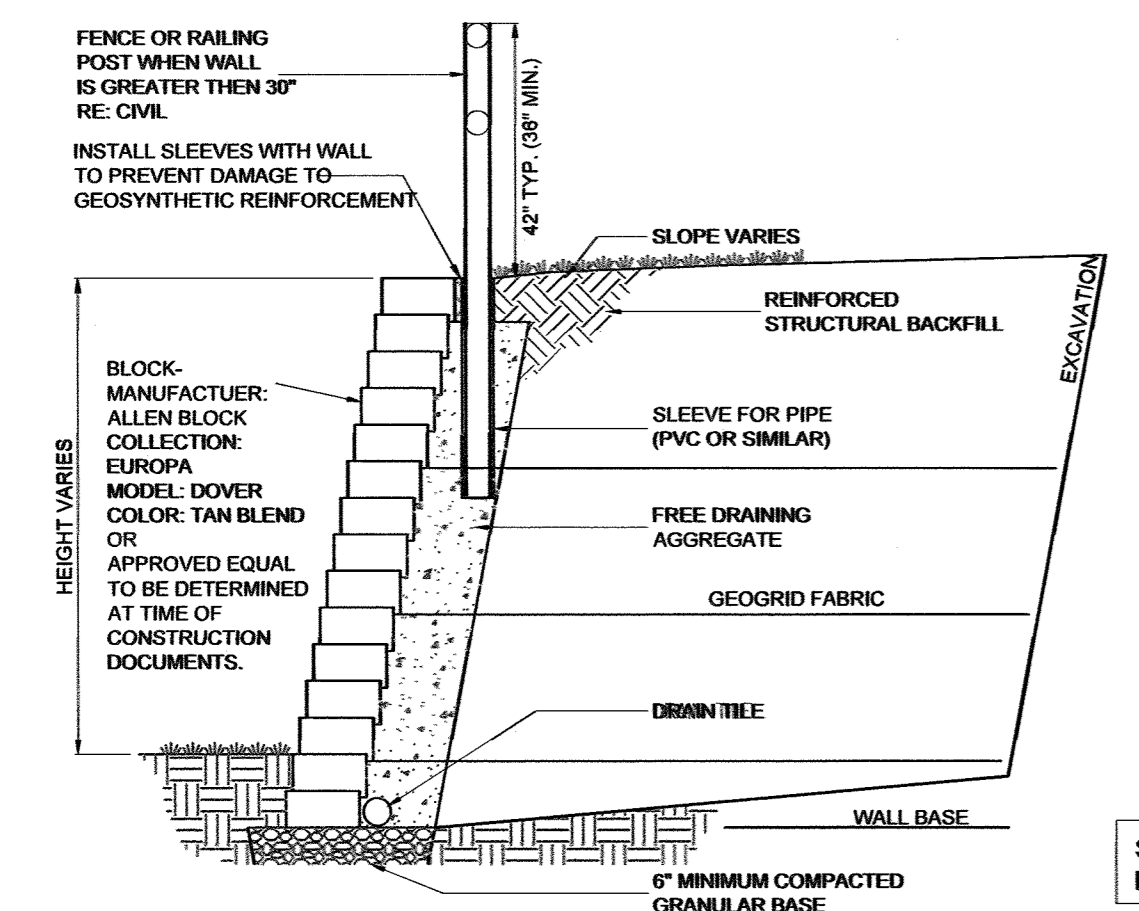 FENCE OR RAILING
POST WHEN WALL
IS GREATER THEN 30"
RE: CIVIL
INSTALL SLEEVES WITH WALL
TO PREVENT DAMAGE TO
GEOSYNTHETIC REINFORCEMENT
42" TYP. (36" MIN.)
SLOPE VARIES
REINFORCED
STRUCTURAL BACKFILL
EXCAVATION
BLOCK-
MANUFACTUER:
ALLEN BLOCK
COLLECTION:
EUROPA
MODEL: DOVER
COLOR: TAN BLEND
OR
APPROVED EQUAL
TO BE DETERMINED
AT TIME OF
CONSTRUCTION
DOCUMENTS.
HEIGHT VARIES
SLEEVE FOR PIPE
(PVC OR SIMILAR)
FREE DRAINING
AGGREGATE
GEOGRID FABRIC
DRAIN TILE
WALL BASE
6" MINIMUM COMPACTED
GRANULAR BASE